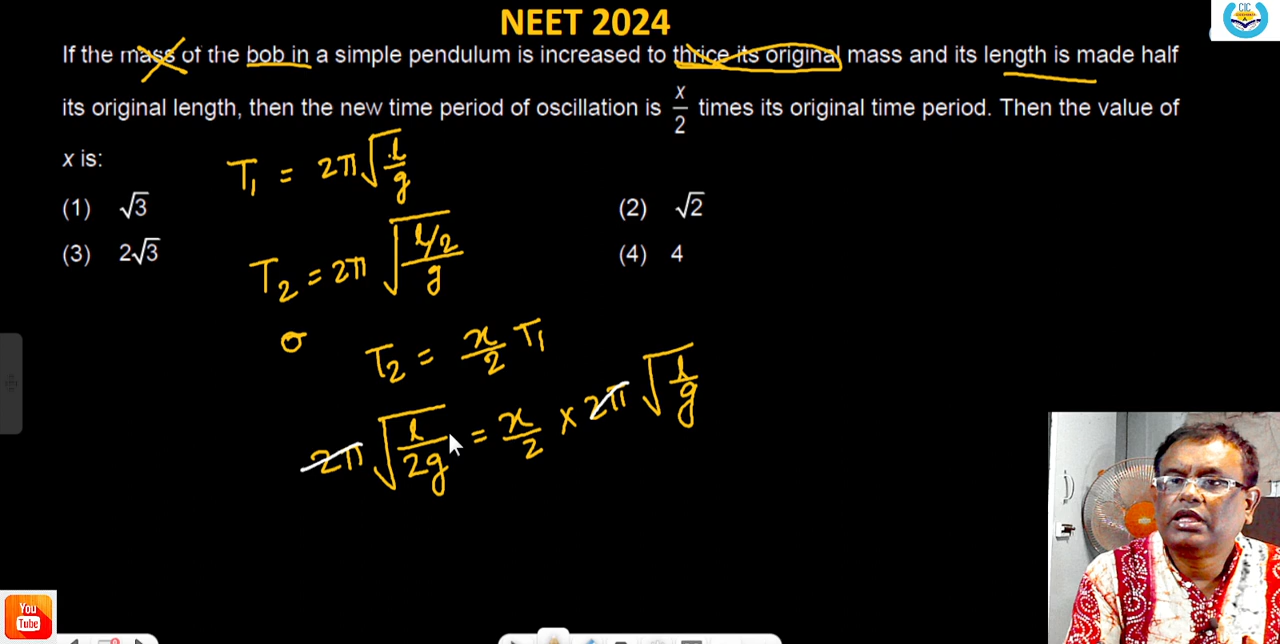 NEET 2024
CIC
If the mass of the bob in a simple pendulum is increased to thrice its original mass and its length is made half
its original length, then the new time period of oscillation is x/2 times its original time period. Then the value of
x is:
T₁ = 2π√(l/g)
(1) √3 (2) √2
T₂ = 2π√((l/2)/g)
(3) 2√3 (4) 4
T₂ = x/2 T₁
2π√(l/2g) = x/2 × 2π√(l/g)
You
Tube